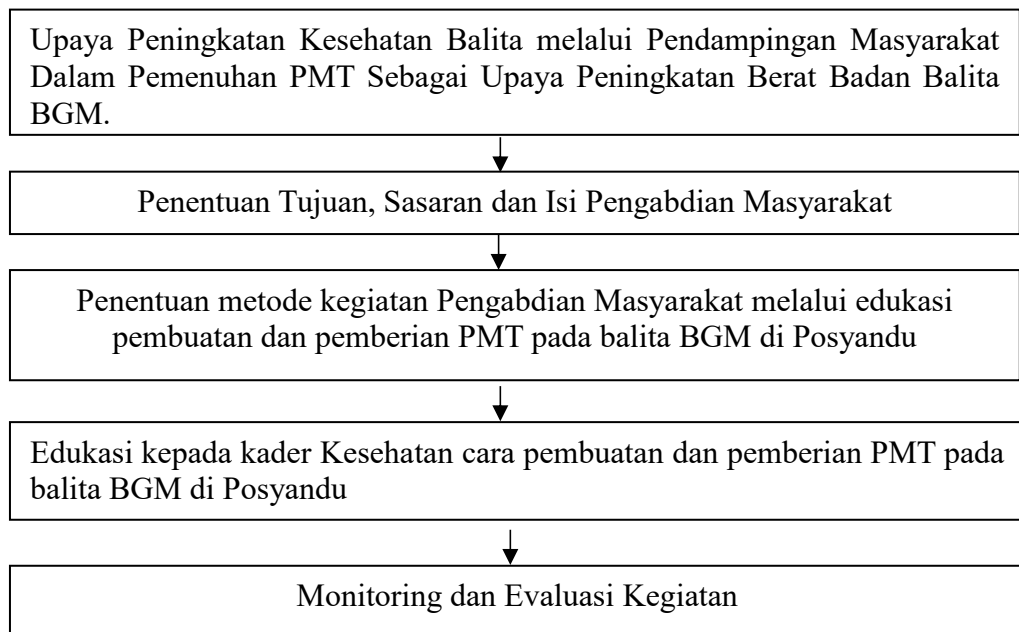 Upaya Peningkatan Kesehatan Balita melalui Pendampingan Masyarakat
Dalam Pemenuhan PMT Sebagai Upaya Peningkatan Berat Badan Balita
BGM.
Penentuan Tujuan, Sasaran dan Isi Pengabdian Masyarakat
Penentuan metode kegiatan Pengabdian Masyarakat melalui edukasi
pembuatan dan pemberian PMT pada balita BGM di Posyandu
Edukasi kepada kader Kesehatan cara pembuatan dan pemberian PMT pada
balita BGM di Posyandu
Monitoring dan Evaluasi Kegiatan